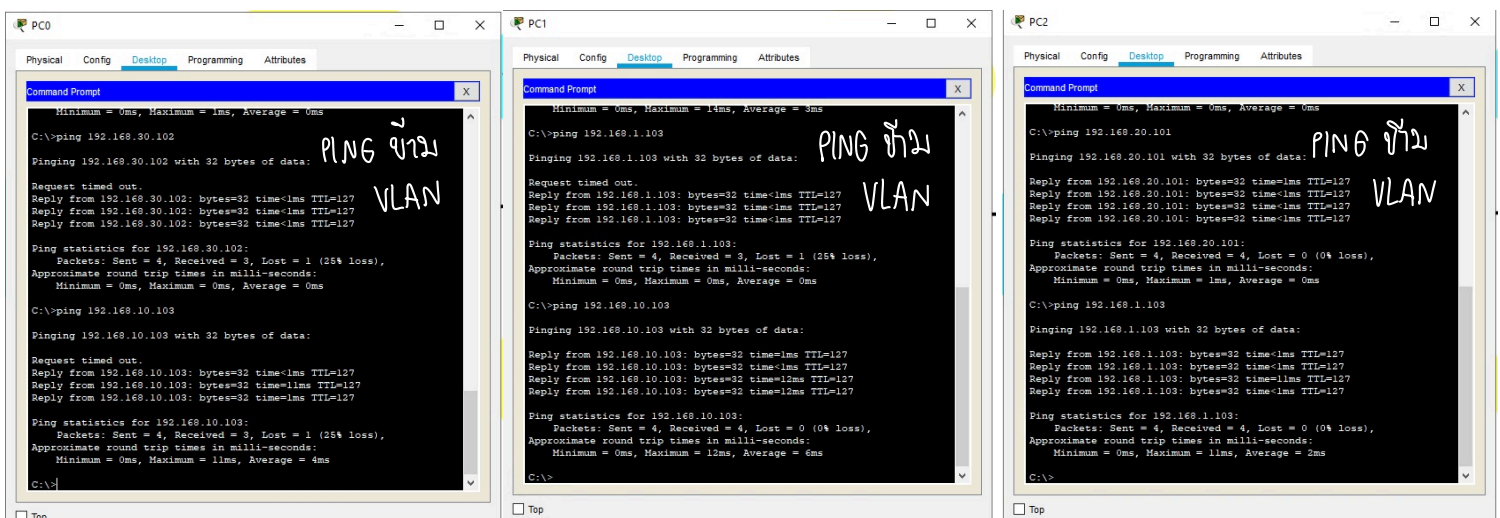 PC0
Physical Config Desktop Programming Attributes
Command Prompt X
Minimum = 0ms, Maximum = 1ms, Average = 0ms
C:\>ping 192.168.30.102
Pinging 192.168.30.102 with 32 bytes of data:
PING ข้าม
VLAN
Request timed out.
Reply from 192.168.30.102: bytes=32 time<1ms TTL=127
Reply from 192.168.30.102: bytes=32 time<1ms TTL=127
Reply from 192.168.30.102: bytes=32 time<1ms TTL=127
Ping statistics for 192.168.30.102:
Packets: Sent = 4, Received = 3, Lost = 1 (25% loss),
Approximate round trip times in milli-seconds:
Minimum = 0ms, Maximum = 0ms, Average = 0ms
C:\>ping 192.168.10.103
Pinging 192.168.10.103 with 32 bytes of data:
Request timed out.
Reply from 192.168.10.103: bytes=32 time<1ms TTL=127
Reply from 192.168.10.103: bytes=32 time=11ms TTL=127
Reply from 192.168.10.103: bytes=32 time=1ms TTL=127
Ping statistics for 192.168.10.103:
Packets: Sent = 4, Received = 3, Lost = 1 (25% loss),
Approximate round trip times in milli-seconds:
Minimum = 0ms, Maximum = 11ms, Average = 4ms
C:\>
Top
PC1
Physical Config Desktop Programming Attributes
Command Prompt X
Minimum = 0ms, Maximum = 14ms, Average = 3ms
C:\>ping 192.168.1.103
Pinging 192.168.1.103 with 32 bytes of data:
PING ข้าม
VLAN
Request timed out.
Reply from 192.168.1.103: bytes=32 time<1ms TTL=127
Reply from 192.168.1.103: bytes=32 time<1ms TTL=127
Reply from 192.168.1.103: bytes=32 time<1ms TTL=127
Ping statistics for 192.168.1.103:
Packets: Sent = 4, Received = 3, Lost = 1 (25% loss),
Approximate round trip times in milli-seconds:
Minimum = 0ms, Maximum = 0ms, Average = 0ms
C:\>ping 192.168.10.103
Pinging 192.168.10.103 with 32 bytes of data:
Reply from 192.168.10.103: bytes=32 time=1ms TTL=127
Reply from 192.168.10.103: bytes=32 time<1ms TTL=127
Reply from 192.168.10.103: bytes=32 time=12ms TTL=127
Reply from 192.168.10.103: bytes=32 time=12ms TTL=127
Ping statistics for 192.168.10.103:
Packets: Sent = 4, Received = 4, Lost = 0 (0% loss),
Approximate round trip times in milli-seconds:
Minimum = 0ms, Maximum = 12ms, Average = 6ms
C:\>
Top
PC2
Physical Config Desktop Programming Attributes
Command Prompt X
Minimum = 0ms, Maximum = 0ms, Average = 0ms
C:\>ping 192.168.20.101
Pinging 192.168.20.101 with 32 bytes of data:
PING ข้าม
VLAN
Reply from 192.168.20.101: bytes=32 time=1ms TTL=127
Reply from 192.168.20.101: bytes=32 time<1ms TTL=127
Reply from 192.168.20.101: bytes=32 time<1ms TTL=127
Reply from 192.168.20.101: bytes=32 time<1ms TTL=127
Ping statistics for 192.168.20.101:
Packets: Sent = 4, Received = 4, Lost = 0 (0% loss),
Approximate round trip times in milli-seconds:
Minimum = 0ms, Maximum = 1ms, Average = 0ms
C:\>ping 192.168.1.103
Pinging 192.168.1.103 with 32 bytes of data:
Reply from 192.168.1.103: bytes=32 time<1ms TTL=127
Reply from 192.168.1.103: bytes=32 time<1ms TTL=127
Reply from 192.168.1.103: bytes=32 time=11ms TTL=127
Reply from 192.168.1.103: bytes=32 time<1ms TTL=127
Ping statistics for 192.168.1.103:
Packets: Sent = 4, Received = 4, Lost = 0 (0% loss),
Approximate round trip times in milli-seconds:
Minimum = 0ms, Maximum = 11ms, Average = 2ms
C:\>
Top